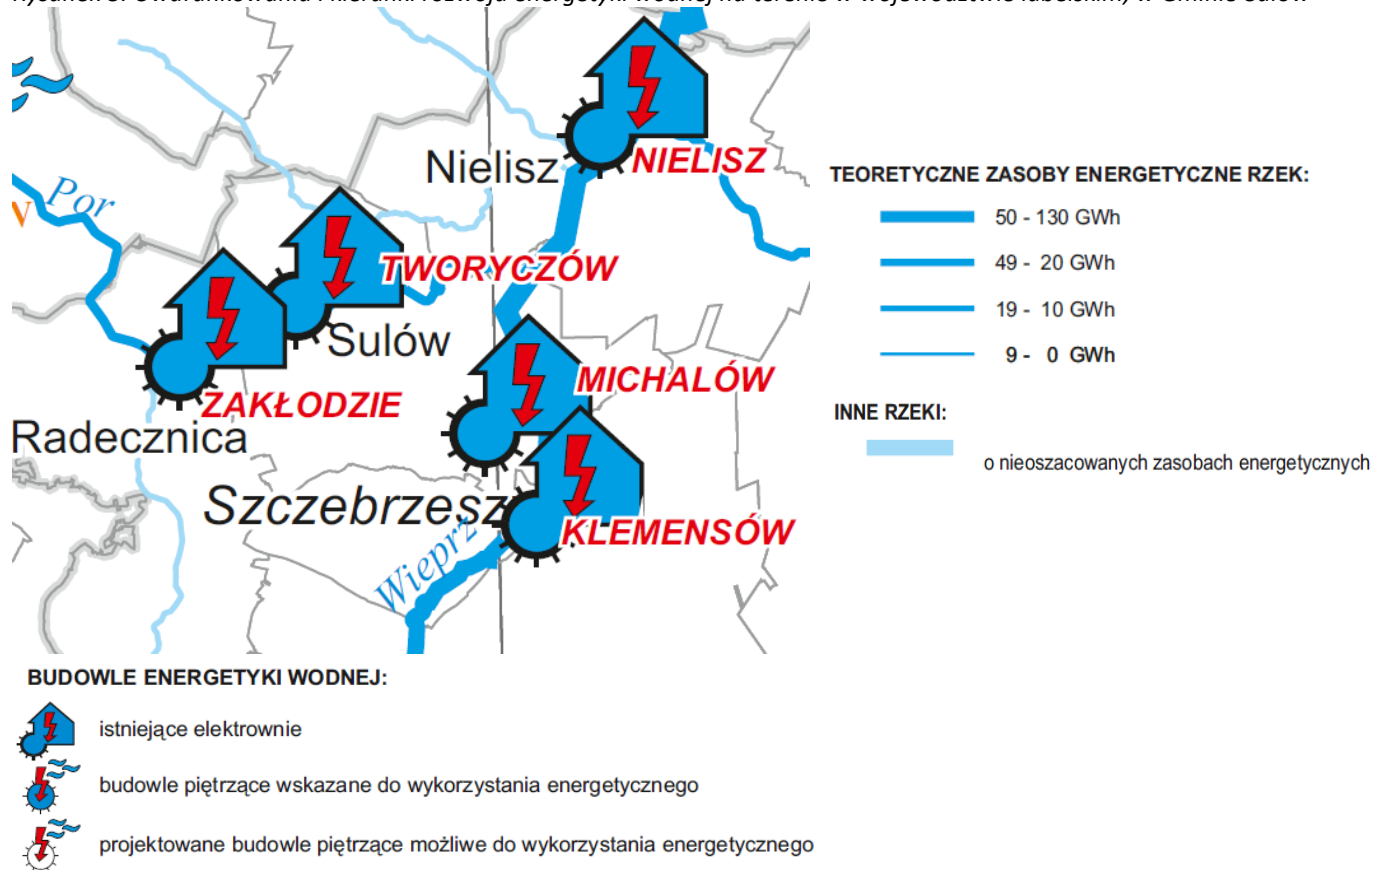 Nielisz
NIELISZ
Por
TWORYCZÓW
Sulów
ZAKŁODZIE
MICHALÓW
Radecznica
Szczebrzesz
KLEMENSÓW
Wieprz
TEORETYCZNE ZASOBY ENERGETYCZNE RZEK:
50 - 130 GWh
49 - 20 GWh
19 - 10 GWh
9 - 0 GWh
INNE RZEKI:
o nieoszacowanych zasobach energetycznych
BUDOWLE ENERGETYKI WODNEJ:
istniejące elektrownie
budowle piętrzące wskazane do wykorzystania energetycznego
projektowane budowle piętrzące możliwe do wykorzystania energetycznego